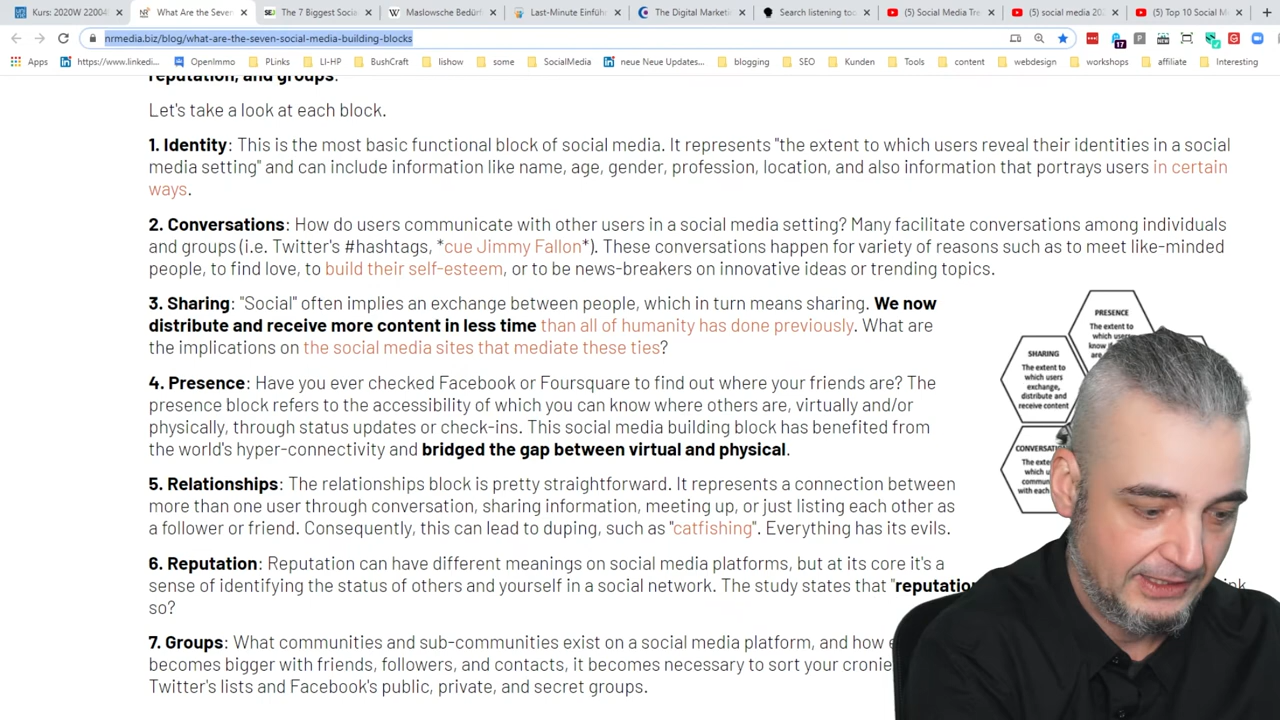 Kurs: 2020W 22004
What Are the Seven
The 7 Biggest Socia
Maslowsche Bedürf
Last-Minute Einführ
The Digital Marketi
Search listening too
(5) Social Media Tre
(5) social media 20
(5) Top 10 Social M
nrmedia.biz/blog/what-are-the-seven-social-media-building-blocks
17
Apps
https://www.linkedi...
OpenImmo
PLinks
LI-HP
BushCraft
lishow
some
SocialMedia
neue Neue Updates...
blogging
SEO
Kunden
Tools
content
webdesign
workshops
affiliate
Interesting
reputation, and groups.
Let's take a look at each block.
1. Identity: This is the most basic functional block of social media. It represents "the extent to which users reveal their identities in a social
media setting" and can include information like name, age, gender, profession, location, and also information that portrays users in certain
ways.
2. Conversations: How do users communicate with other users in a social media setting? Many facilitate conversations among individuals
and groups (i.e. Twitter's #hashtags, *cue Jimmy Fallon*). These conversations happen for variety of reasons such as to meet like-minded
people, to find love, to build their self-esteem, or to be news-breakers on innovative ideas or trending topics.
3. Sharing: "Social" often implies an exchange between people, which in turn means sharing. We now
distribute and receive more content in less time than all of humanity has done previously. What are
the implications on the social media sites that mediate these ties?
4. Presence: Have you ever checked Facebook or Foursquare to find out where your friends are? The
presence block refers to the accessibility of which you can know where others are, virtually and/or
physically, through status updates or check-ins. This social media building block has benefited from
the world's hyper-connectivity and bridged the gap between virtual and physical.
5. Relationships: The relationships block is pretty straightforward. It represents a connection between
more than one user through conversation, sharing information, meeting up, or just listing each other as
a follower or friend. Consequently, this can lead to duping, such as "catfishing". Everything has its evils.
6. Reputation: Reputation can have different meanings on social media platforms, but at its core it's a
sense of identifying the status of others and yourself in a social network. The study states that "reputation
so?
7. Groups: What communities and sub-communities exist on a social media platform, and how
becomes bigger with friends, followers, and contacts, it becomes necessary to sort your cronie
Twitter's lists and Facebook's public, private, and secret groups.
PRESENCE
The extent to
which users
know if
are
SHARING
The extent to
which users
exchange,
distribute and
receive content
CONVERSAT
The exte
which u
commun
with each